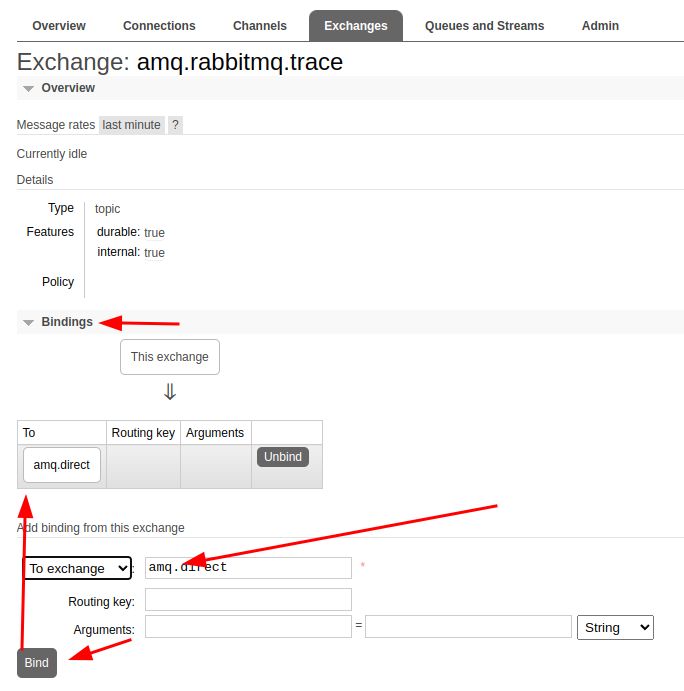 Overview Connections Channels Exchanges Queues and Streams Admin
Exchange: amq.rabbitmq.trace
Overview
Message rates last minute ?
Currently idle
Details
Type topic
Features durable: true
internal: true
Policy
Bindings
This exchange
⇓
To Routing key Arguments
amq.direct Unbind
Add binding from this exchange
To exchange : amq.direct *
Routing key:
Arguments: = String
Bind